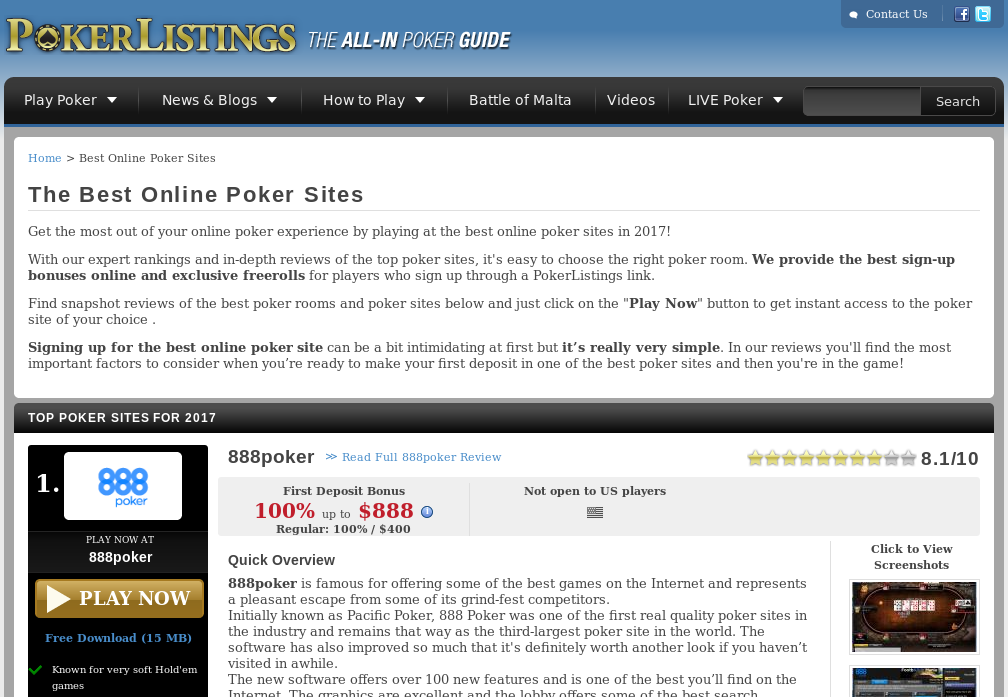 Contact Us
POKERLISTINGS THE ALL-IN POKER GUIDE
Play Poker News & Blogs How to Play Battle of Malta Videos LIVE Poker Search
Home > Best Online Poker Sites
The Best Online Poker Sites
Get the most out of your online poker experience by playing at the best online poker sites in 2017!
With our expert rankings and in-depth reviews of the top poker sites, it's easy to choose the right poker room. We provide the best sign-up
bonuses online and exclusive freerolls for players who sign up through a PokerListings link.
Find snapshot reviews of the best poker rooms and poker sites below and just click on the "Play Now" button to get instant access to the poker
site of your choice .
Signing up for the best online poker site can be a bit intimidating at first but it’s really very simple. In our reviews you'll find the most
important factors to consider when you’re ready to make your first deposit in one of the best poker sites and then you're in the game!
TOP POKER SITES FOR 2017
1.
888
poker
PLAY NOW AT
888poker
PLAY NOW
Free Download (15 MB)
Known for very soft Hold'em
games
888poker >> Read Full 888poker Review 8.1/10
First Deposit Bonus
100% up to $888
Regular: 100% / $400
Not open to US players
Quick Overview
888poker is famous for offering some of the best games on the Internet and represents
a pleasant escape from some of its grind-fest competitors.
Initially known as Pacific Poker, 888 Poker was one of the first real quality poker sites in
the industry and remains that way as the third-largest poker site in the world. The
software has also improved so much that it's definitely worth another look if you haven’t
visited in awhile.
The new software offers over 100 new features and is one of the best you’ll find on the
Internet. The graphics are excellent and the lobby offers some of the best search
Click to View
Screenshots